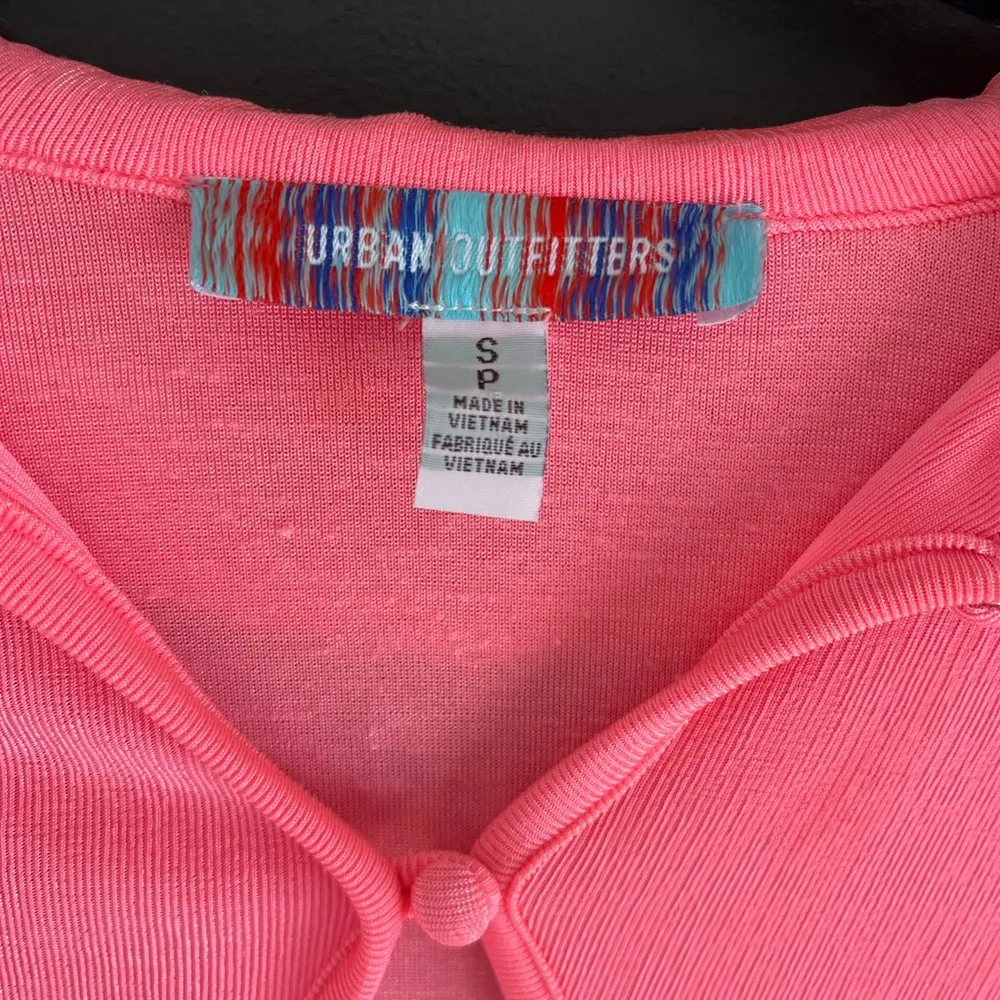 URBAN OUTFITTERS
S
P
MADE IN
VIETNAM
FABRIQUÉ AU
VIETNAM